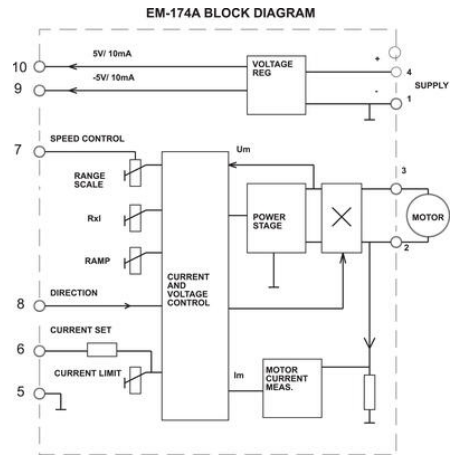 EM-174A BLOCK DIAGRAM
10 5V/ 10mA
9 -5V/ 10mA
VOLTAGE
REG
+
4
SUPPLY
-
1
7 SPEED CONTROL
RANGE
SCALE
RxI
RAMP
8 DIRECTION
CURRENT SET
6
CURRENT LIMIT
5
CURRENT
AND
VOLTAGE
CONTROL
Um
POWER
STAGE
3
MOTOR
2
Im
MOTOR
CURRENT
MEAS.